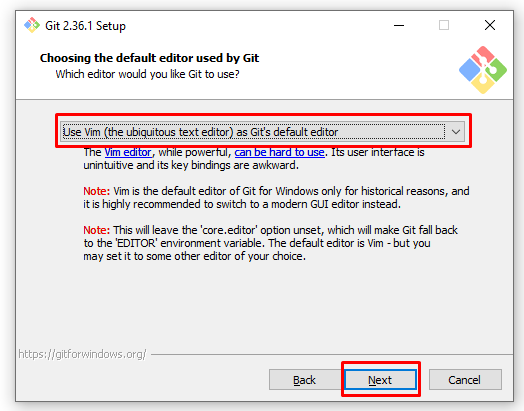 Git 2.36.1 Setup
Choosing the default editor used by Git
Which editor would you like Git to use?
Use Vim (the ubiquitous text editor) as Git's default editor
The Vim editor, while powerful, can be hard to use. Its user interface is
unintuitive and its key bindings are awkward.
Note: Vim is the default editor of Git for Windows only for historical reasons, and
it is highly recommended to switch to a modern GUI editor instead.
Note: This will leave the 'core.editor' option unset, which will make Git fall back
to the 'EDITOR' environment variable. The default editor is Vim - but you
may set it to some other editor of your choice.
https://gitforwindows.org/
Back
Next
Cancel